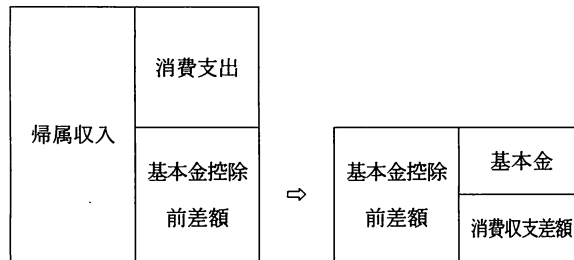 帰属収入
消費支出
基本金控除
前差額
⇨
基本金控除
前差額
基本金
消費収支差額